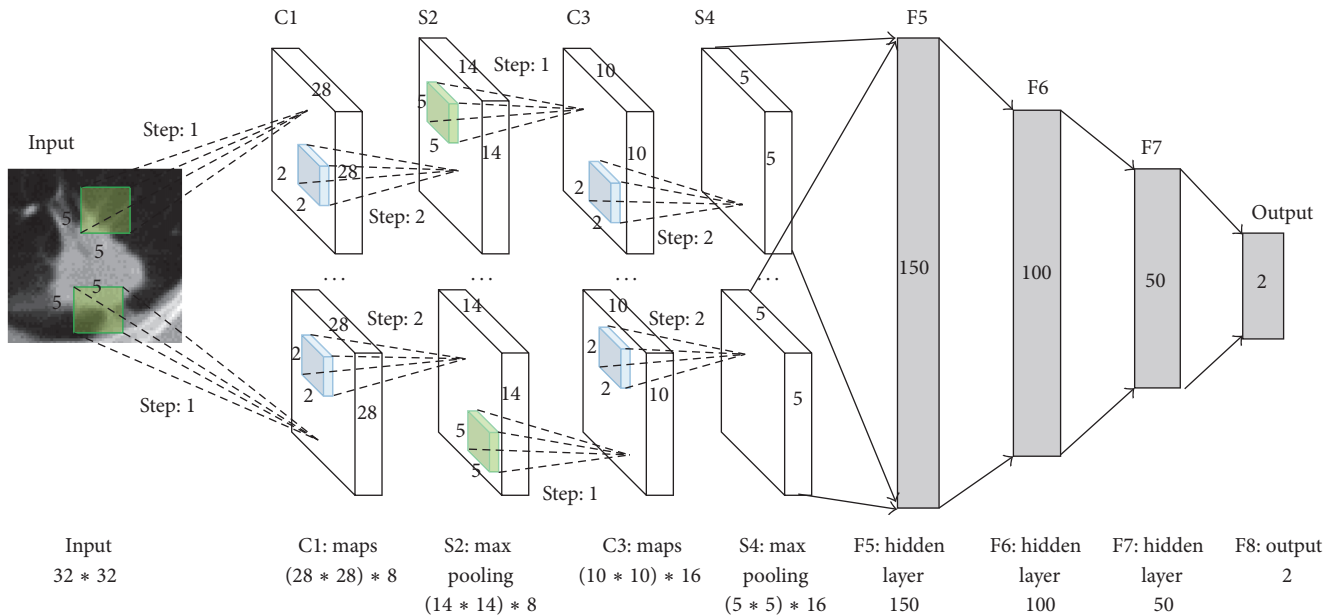 C1
S2
C3
S4
F5
F6
F7
Input
Output
Step: 1
28
28
2
2
Step: 2
14
14
5
5
Step: 1
10
10
2
2
Step: 2
5
5
5
5
5
5
Step: 1
...
...
...
...
28
28
2
2
Step: 2
14
14
5
5
Step: 1
10
10
2
2
Step: 2
5
5
150
100
50
2
Input
32 * 32
C1: maps
(28 * 28) * 8
S2: max
pooling
(14 * 14) * 8
C3: maps
(10 * 10) * 16
S4: max
pooling
(5 * 5) * 16
F5: hidden
layer
150
F6: hidden
layer
100
F7: hidden
layer
50
F8: output
2